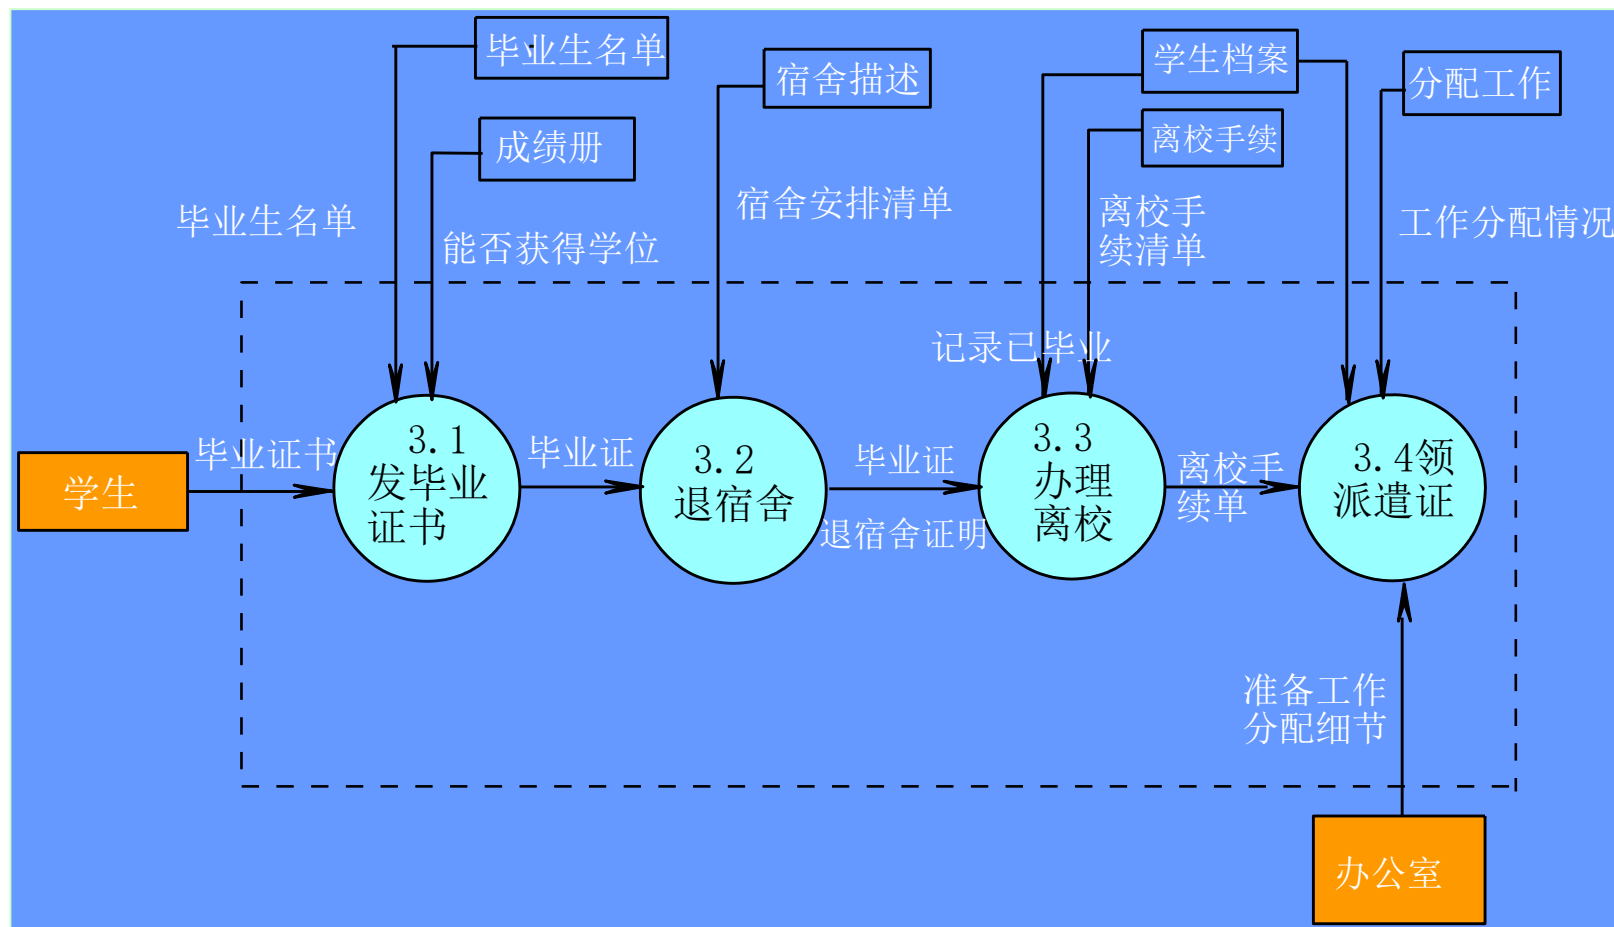 毕业生名单
宿舍描述
学生档案
分配工作
成绩册
离校手续
毕业生名单
能否获得学位
宿舍安排清单
离校手
续清单
工作分配情况
记录已毕业
学生
毕业证书
3.1
发毕业
证书
毕业证
3.2
退宿舍
毕业证
退宿舍证明
3.3
办理
离校
离校手
续单
3.4领
派遣证
准备工作
分配细节
办公室